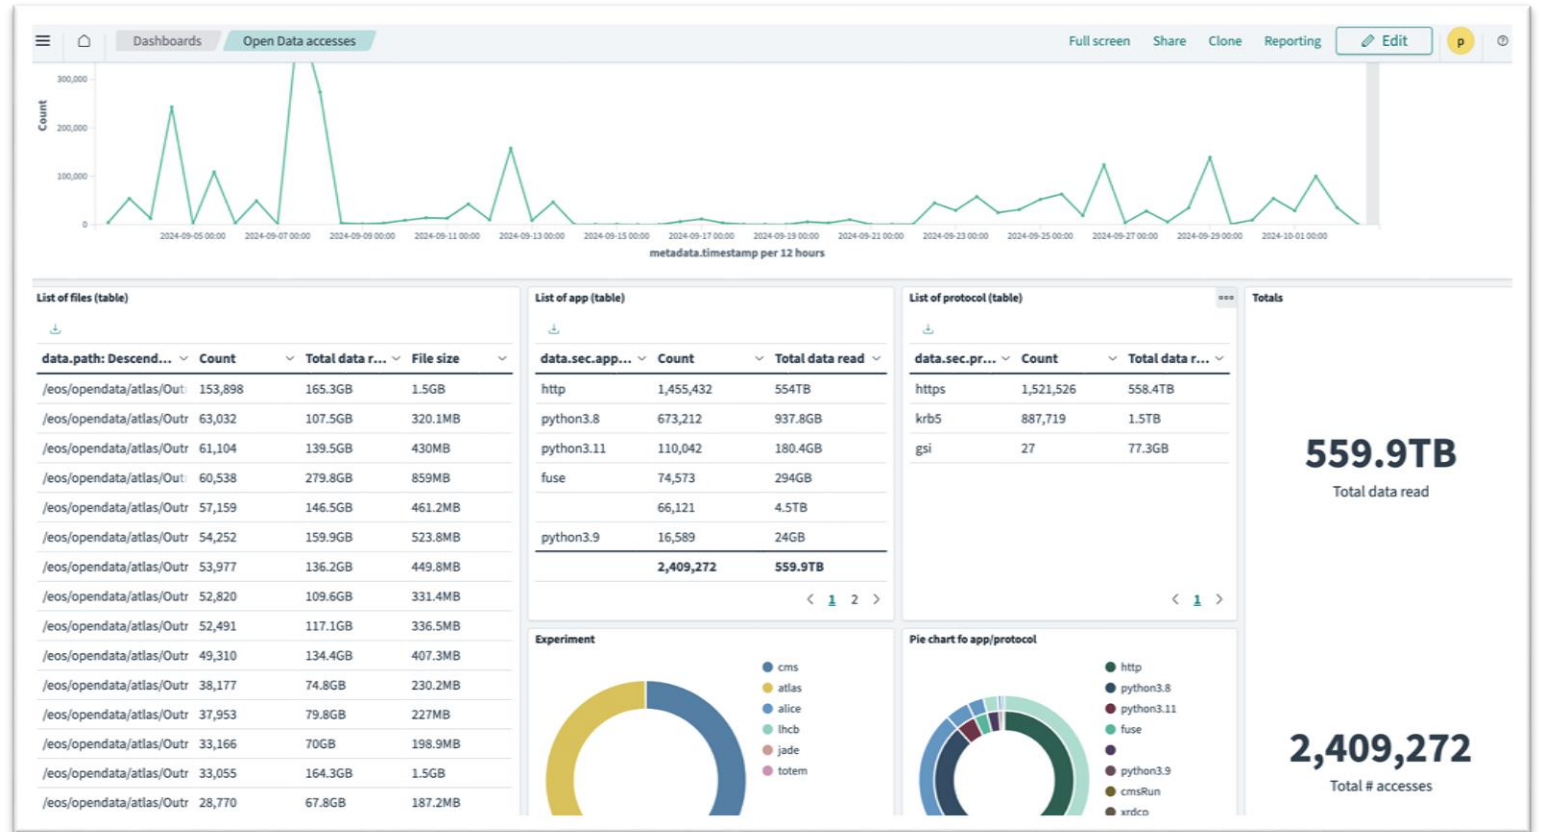 Dashboards Open Data accesses Full screen Share Clone Reporting Edit p
Count
300,000
200,000
100,000
0
2024-09-05 00:00 2024-09-07 00:00 2024-09-09 00:00 2024-09-11 00:00 2024-09-13 00:00 2024-09-15 00:00 2024-09-17 00:00 2024-09-19 00:00 2024-09-21 00:00 2024-09-23 00:00 2024-09-25 00:00 2024-09-27 00:00 2024-09-29 00:00 2024-10-01 00:00
metadata.timestamp per 12 hours
List of files (table)
data.path: Descend... Count Total data r... File size
/eos/opendata/atlas/Out 153,898 165.3GB 1.5GB
/eos/opendata/atlas/Outr 63,032 107.5GB 320.1MB
/eos/opendata/atlas/Outr 61,104 139.5GB 430MB
/eos/opendata/atlas/Out 60,538 279.8GB 859MB
/eos/opendata/atlas/Outr 57,159 146.5GB 461.2MB
/eos/opendata/atlas/Outr 54,252 159.9GB 523.8MB
/eos/opendata/atlas/Outr 53,977 136.2GB 449.8MB
/eos/opendata/atlas/Outr 52,820 109.6GB 331.4MB
/eos/opendata/atlas/Outr 52,491 117.1GB 336.5MB
/eos/opendata/atlas/Outr 49,310 134.4GB 407.3MB
/eos/opendata/atlas/Outr 38,177 74.8GB 230.2MB
/eos/opendata/atlas/Outr 37,953 79.8GB 227MB
/eos/opendata/atlas/Outr 33,166 70GB 198.9MB
/eos/opendata/atlas/Outr 33,055 164.3GB 1.5GB
/eos/opendata/atlas/Outr 28,770 67.8GB 187.2MB
List of app (table)
data.sec.app... Count Total data read
http 1,455,432 554TB
python3.8 673,212 937.8GB
python3.11 110,042 180.4GB
fuse 74,573 294GB
66,121 4.5TB
python3.9 16,589 24GB
2,409,272 559.9TB
1 2
List of protocol (table)
data.sec.pr... Count Total data r...
https 1,521,526 558.4TB
krb5 887,719 1.5TB
gsi 27 77.3GB
1
Totals
559.9TB
Total data read
2,409,272
Total # accesses
Experiment
cms
atlas
alice
lhcb
jade
totem
Pie chart fo app/protocol
http
python3.8
python3.11
fuse
python3.9
cmsRun
xrdcp